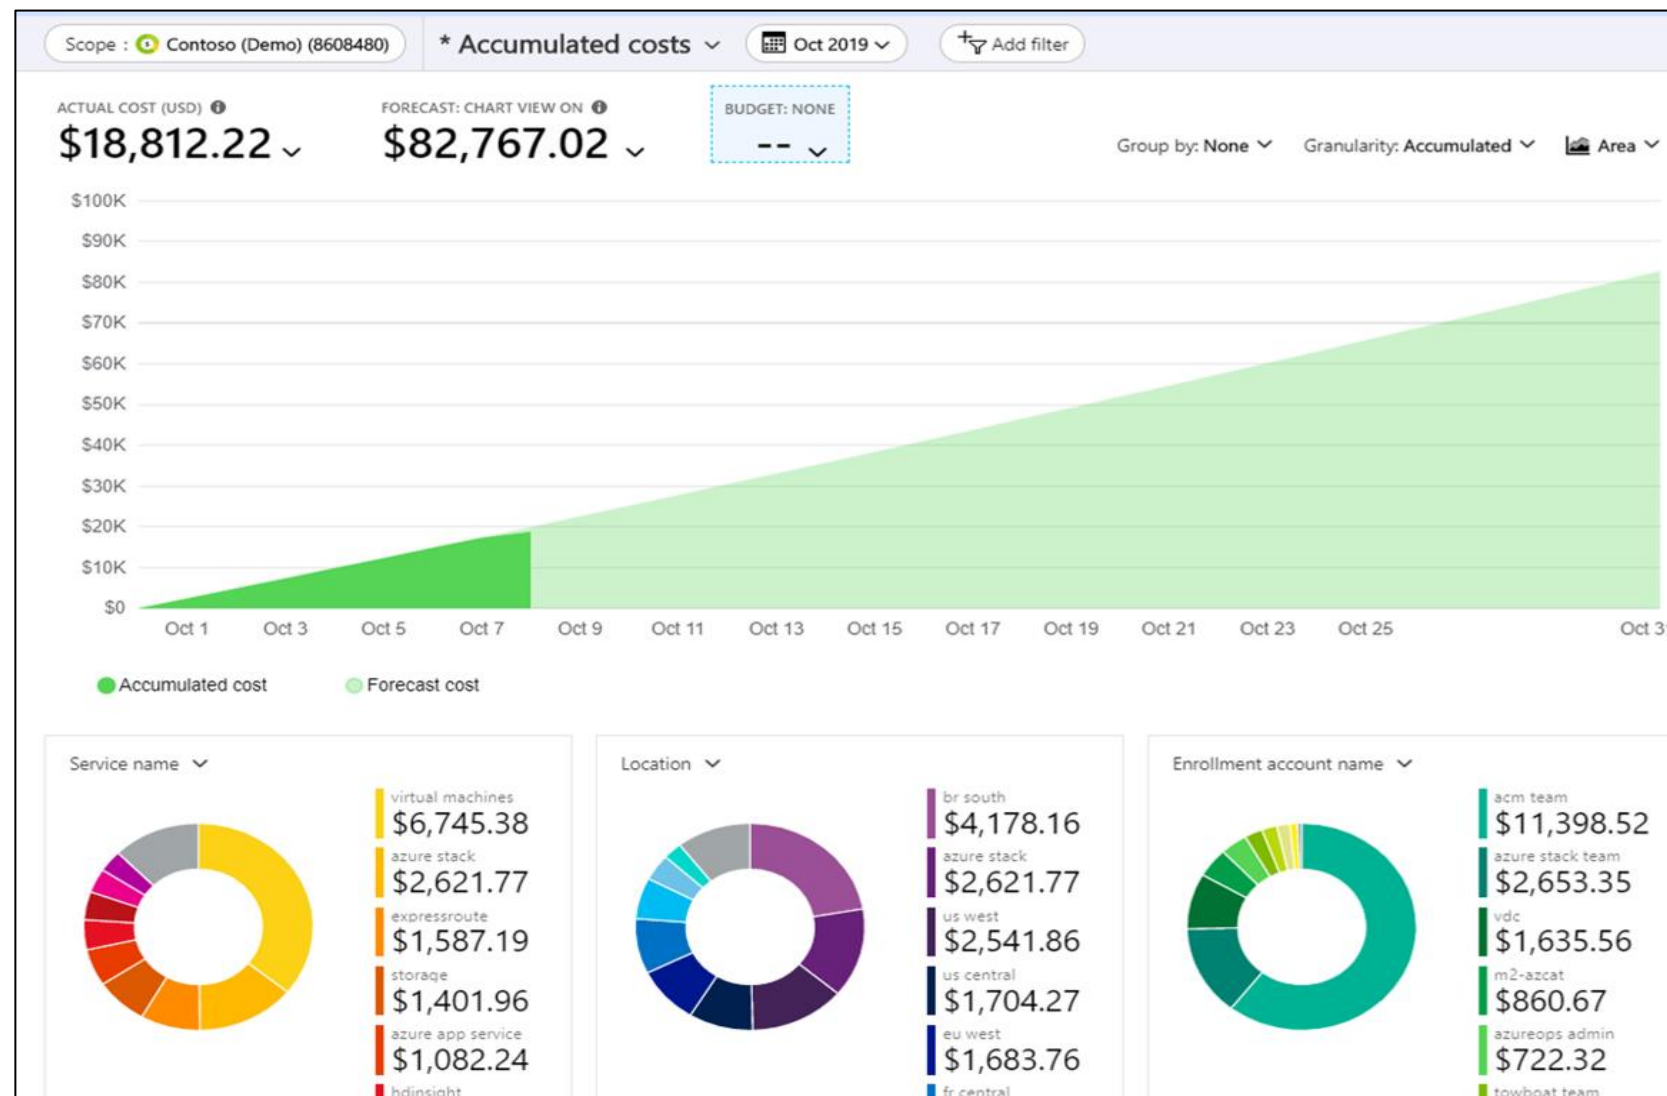 Scope : Contoso (Demo) (8608480)
* Accumulated costs
Oct 2019
Add filter
ACTUAL COST (USD)
$18,812.22
FORECAST: CHART VIEW ON
$82,767.02
BUDGET: NONE
--
Group by: None
Granularity: Accumulated
Area
$100K
$90K
$80K
$70K
$60K
$50K
$40K
$30K
$20K
$10K
$0
Oct 1 Oct 3 Oct 5 Oct 7 Oct 9 Oct 11 Oct 13 Oct 15 Oct 17 Oct 19 Oct 21 Oct 23 Oct 25 Oct 3
Accumulated cost
Forecast cost
Service name
virtual machines
$6,745.38
azure stack
$2,621.77
expressroute
$1,587.19
storage
$1,401.96
azure app service
$1,082.24
hdinsight
Location
br south
$4,178.16
azure stack
$2,621.77
us west
$2,541.86
us central
$1,704.27
eu west
$1,683.76
fr central
Enrollment account name
acm team
$11,398.52
azure stack team
$2,653.35
vdc
$1,635.56
m2-azcat
$860.67
azureops admin
$722.32
towboat team